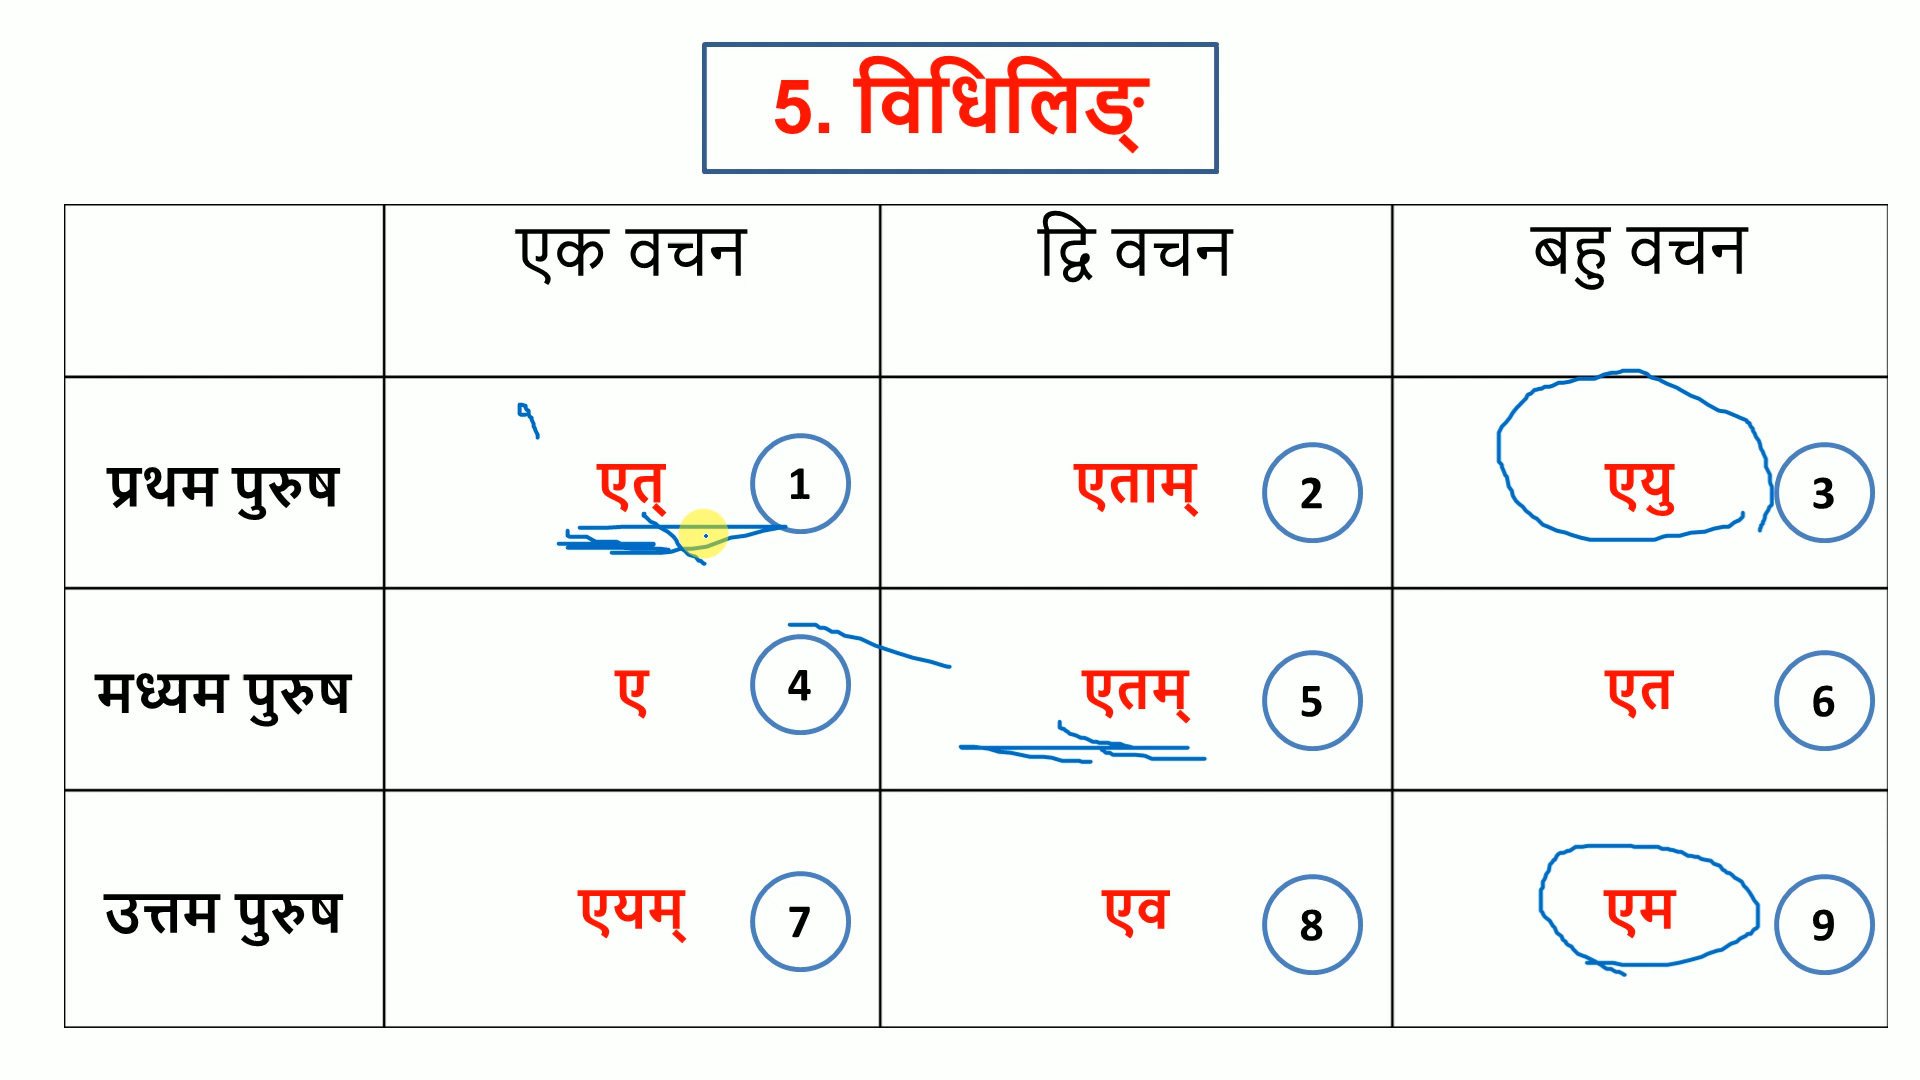 5. विधिलिङ्
एक वचन द्वि वचन बहु वचन
प्रथम पुरुष एत् 1 एताम् 2 एयु 3
मध्यम पुरुष ए 4 एतम् 5 एत 6
उत्तम पुरुष एयम् 7 एव 8 एम 9